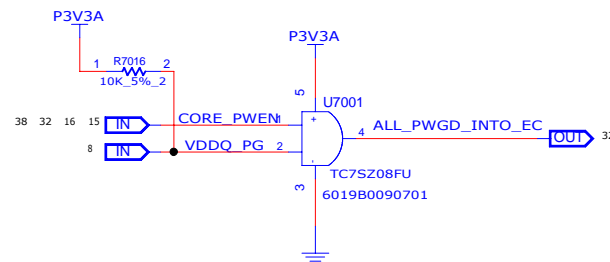 P3V3A
P3V3A
R7016
1 2
10K_5%_2
5
U7001
38 32 16 15 IN CORE_PWEN 1 +
4 ALL_PWGD_INTO_EC OUT 32
8 IN VDDQ_PG 2 -
TC7SZ08FU
3
6019B0090701